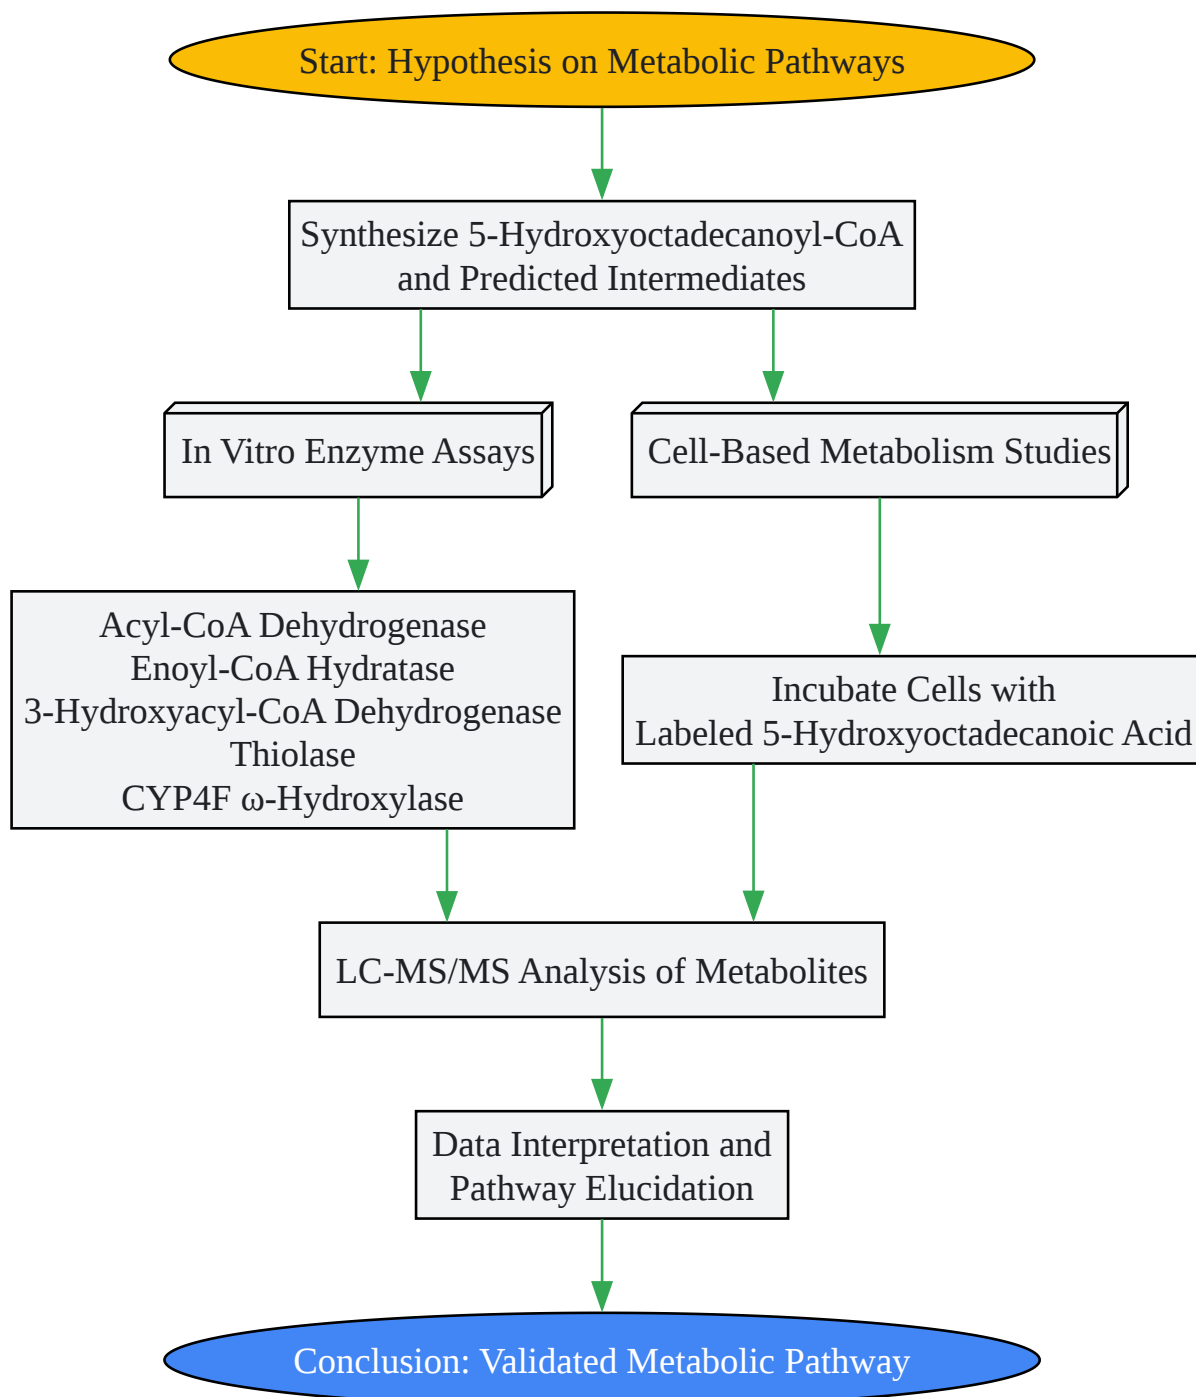 Start: Hypothesis on Metabolic Pathways
Synthesize 5-Hydroxyoctadecanoyl-CoA
and Predicted Intermediates
In Vitro Enzyme Assays
Cell-Based Metabolism Studies
Acyl-CoA Dehydrogenase
Enoyl-CoA Hydratase
3-Hydroxyacyl-CoA Dehydrogenase
Thiolase
CYP4F ω-Hydroxylase
Incubate Cells with
Labeled 5-Hydroxyoctadecanoic Acid
LC-MS/MS Analysis of Metabolites
Data Interpretation and
Pathway Elucidation
Conclusion: Validated Metabolic Pathway